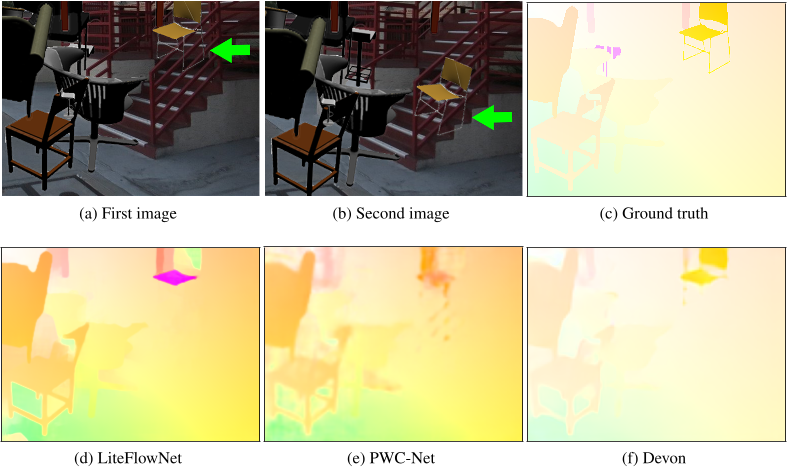 (a) First image
(b) Second image
(c) Ground truth
(d) LiteFlowNet
(e) PWC-Net
(f) Devon